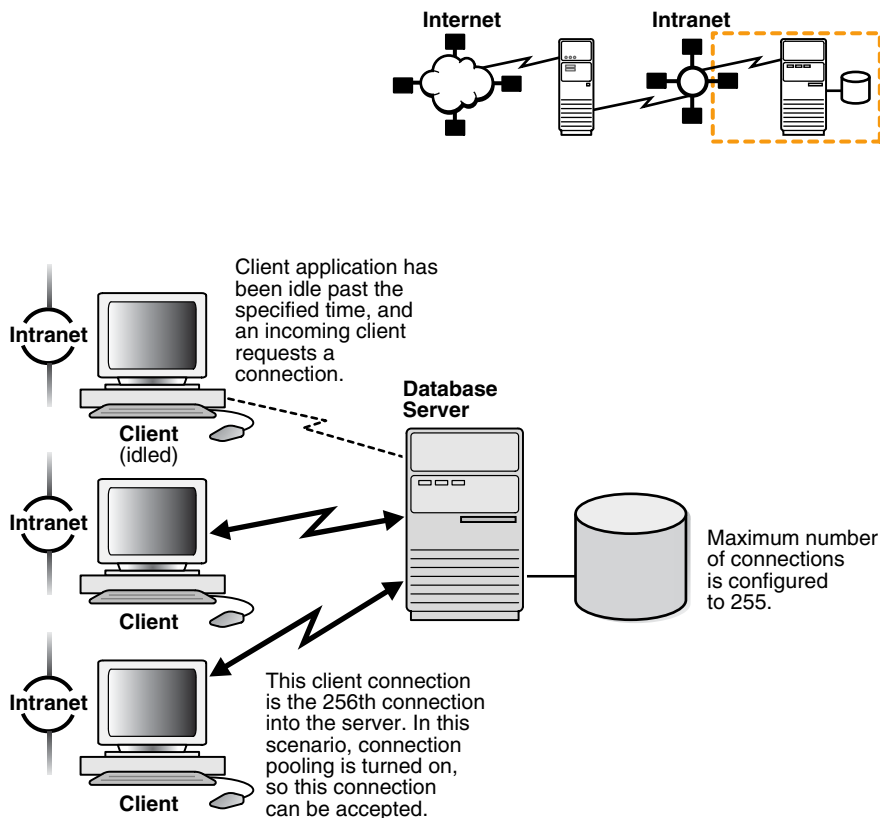 Internet
Intranet
Client application has
been idle past the
specified time, and
an incoming client
requests a
connection.
Intranet
Database
Server
Client
(idled)
Intranet
Maximum number
of connections
is configured
to 255.
Client
This client connection
is the 256th connection
into the server. In this
scenario, connection
pooling is turned on,
so this connection
can be accepted.
Intranet
Client